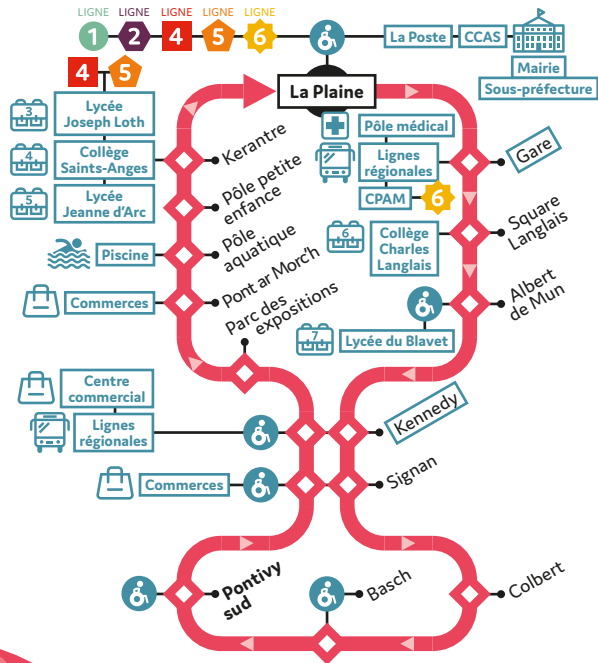 LIGNE LIGNE LIGNE LIGNE LIGNE
1 2 4 5 6
La Poste
CCAS
Mairie
Sous-préfecture
4 5
La Plaine
3
Lycée
Joseph Loth
4
Collège
Saints-Anges
5
Lycée
Jeanne d'Arc
Piscine
Commerces
Kerantre
Pôle petite
enfance
Pôle
aquatique
Pont ar Morc'h
Parc des
expositions
Pôle médical
Lignes
régionales
CPAM
6
6
Collège
Charles
Langlais
7
Lycée du Blavet
Gare
Square
Langlais
Albert
de Mun
Centre
commercial
Lignes
régionales
Commerces
Kennedy
Signan
Pontivy
sud
Basch
Colbert